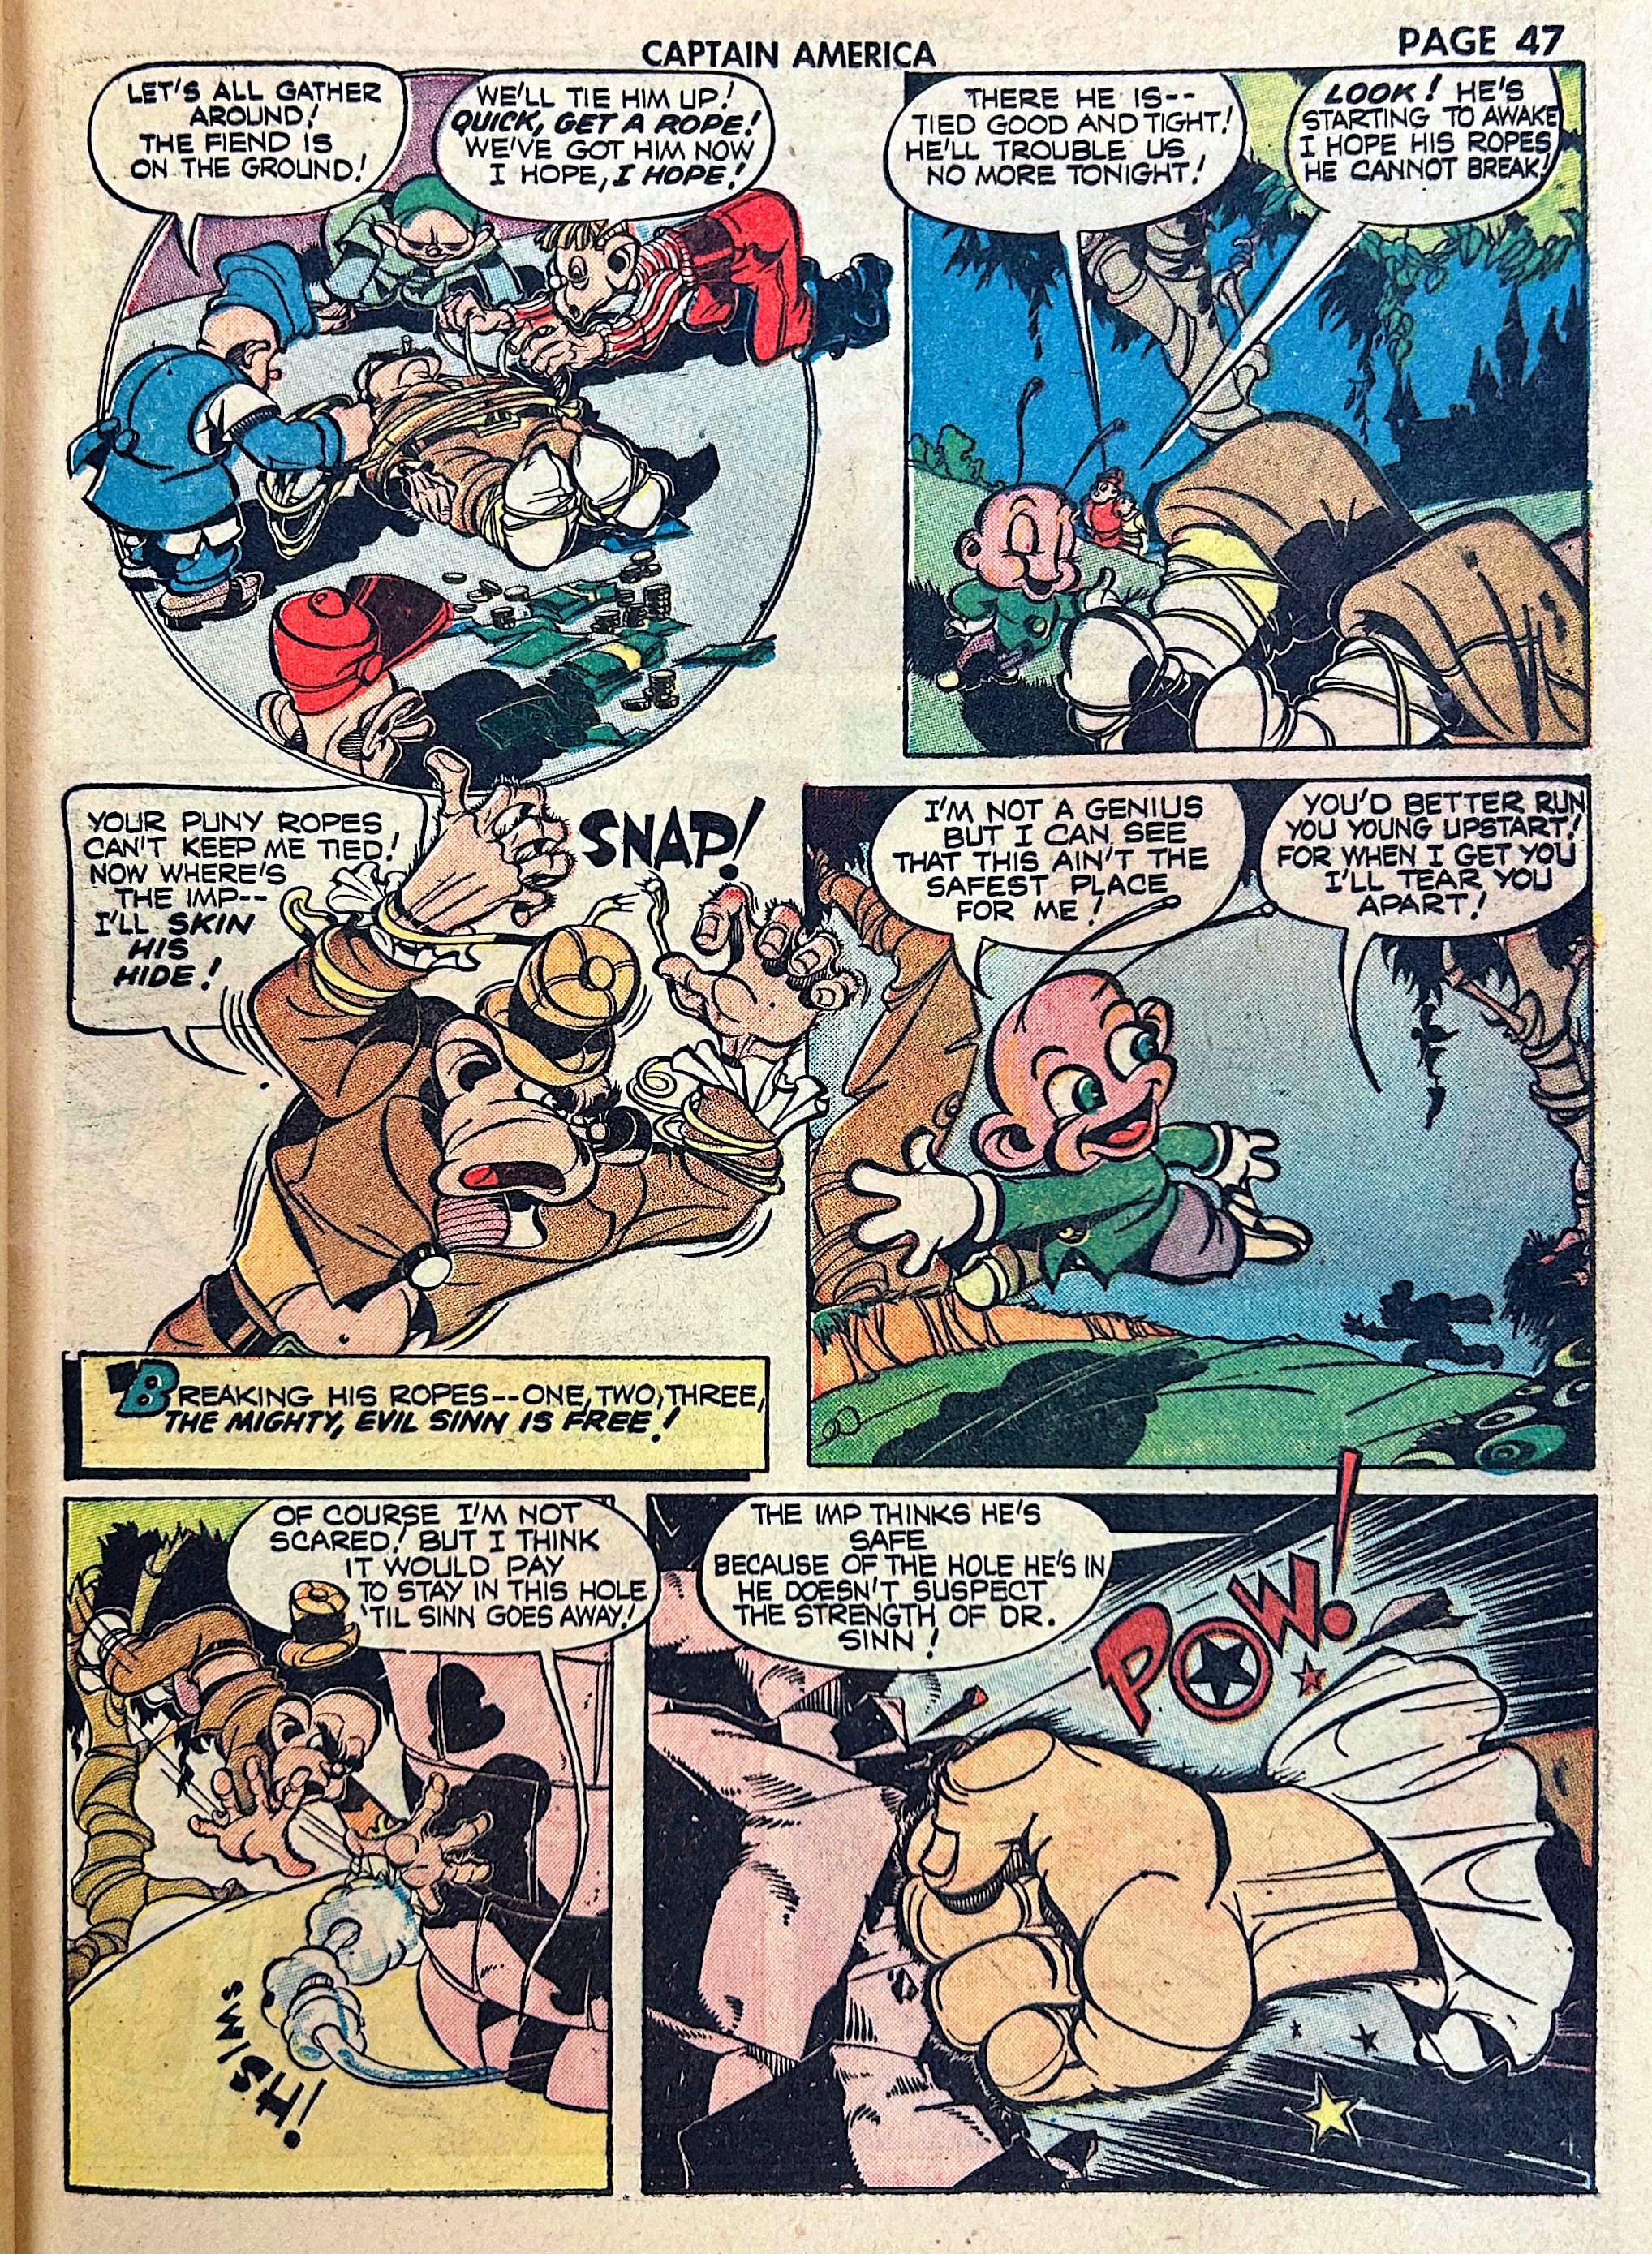 CAPTAIN AMERICA
PAGE 47
LET'S ALL GATHER
AROUND!
THE FIEND IS
ON THE GROUND!
WE'LL TIE HIM UP!
QUICK, GET A ROPE!
WE'VE GOT HIM NOW
I HOPE, I HOPE!
THERE HE IS--
TIED GOOD AND TIGHT!
HE'LL TROUBLE US
NO MORE TONIGHT!
LOOK! HE'S
STARTING TO AWAKE
I HOPE HIS ROPES
HE CANNOT BREAK!
YOUR PUNY ROPES
CAN'T KEEP ME TIED!
NOW WHERE'S
THE IMP--
I'LL SKIN
HIS
HIDE!
SNAP!
BREAKING HIS ROPES--ONE, TWO, THREE,
THE MIGHTY, EVIL SINN IS FREE!
I'M NOT A GENIUS
BUT I CAN SEE
THAT THIS AIN'T THE
SAFEST PLACE
FOR ME!
YOU'D BETTER RUN
YOU YOUNG UPSTART!
FOR WHEN I GET YOU
I'LL TEAR YOU
APART!
OF COURSE I'M NOT
SCARED! BUT I THINK
IT WOULD PAY
TO STAY IN THIS HOLE
'TIL SINN GOES AWAY!
SWISH!
THE IMP THINKS HE'S
SAFE
BECAUSE OF THE HOLE HE'S IN
HE DOESN'T SUSPECT
THE STRENGTH OF DR.
SINN!
POW!